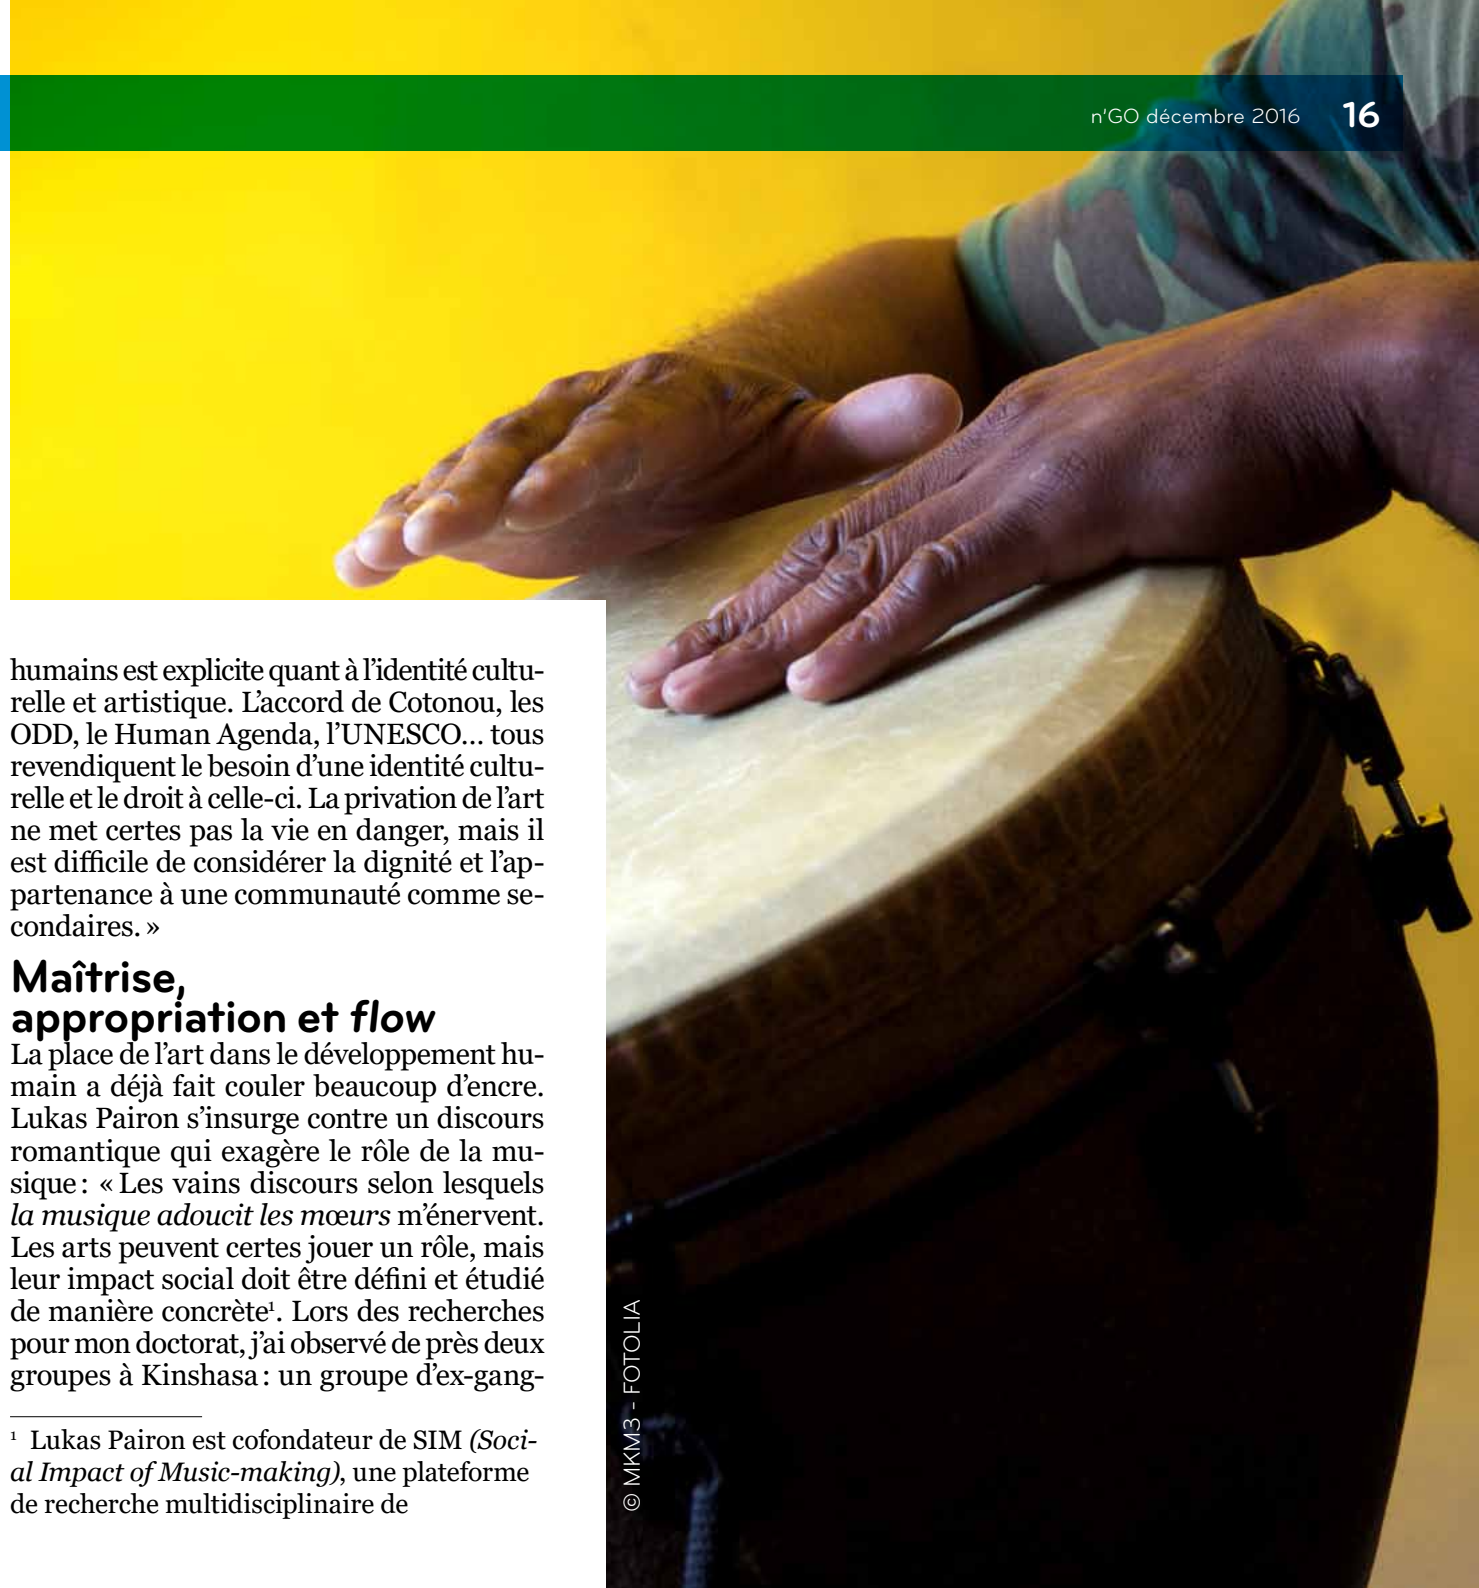 n'GO décembre 2016 16
humains est explicite quant à l’identité cultu-
relle et artistique. L’accord de Cotonou, les
ODD, le Human Agenda, l’UNESCO… tous
revendiquent le besoin d’une identité cultu-
relle et le droit à celle-ci. La privation de l’art
ne met certes pas la vie en danger, mais il
est difficile de considérer la dignité et l’ap-
partenance à une communauté comme se-
condaires. »
Maîtrise,
appropriation et flow
La place de l’art dans le développement hu-
main a déjà fait couler beaucoup d’encre.
Lukas Pairon s’insurge contre un discours
romantique qui exagère le rôle de la mu-
sique : « Les vains discours selon lesquels
la musique adoucit les mœurs m’énervent.
Les arts peuvent certes jouer un rôle, mais
leur impact social doit être défini et étudié
de manière concrète¹. Lors des recherches
pour mon doctorat, j’ai observé de près deux
groupes à Kinshasa : un groupe d’ex-gang-
¹ Lukas Pairon est cofondateur de SIM (Soci-
al Impact of Music-making), une plateforme
de recherche multidisciplinaire de
© MKM3 - FOTOLIA